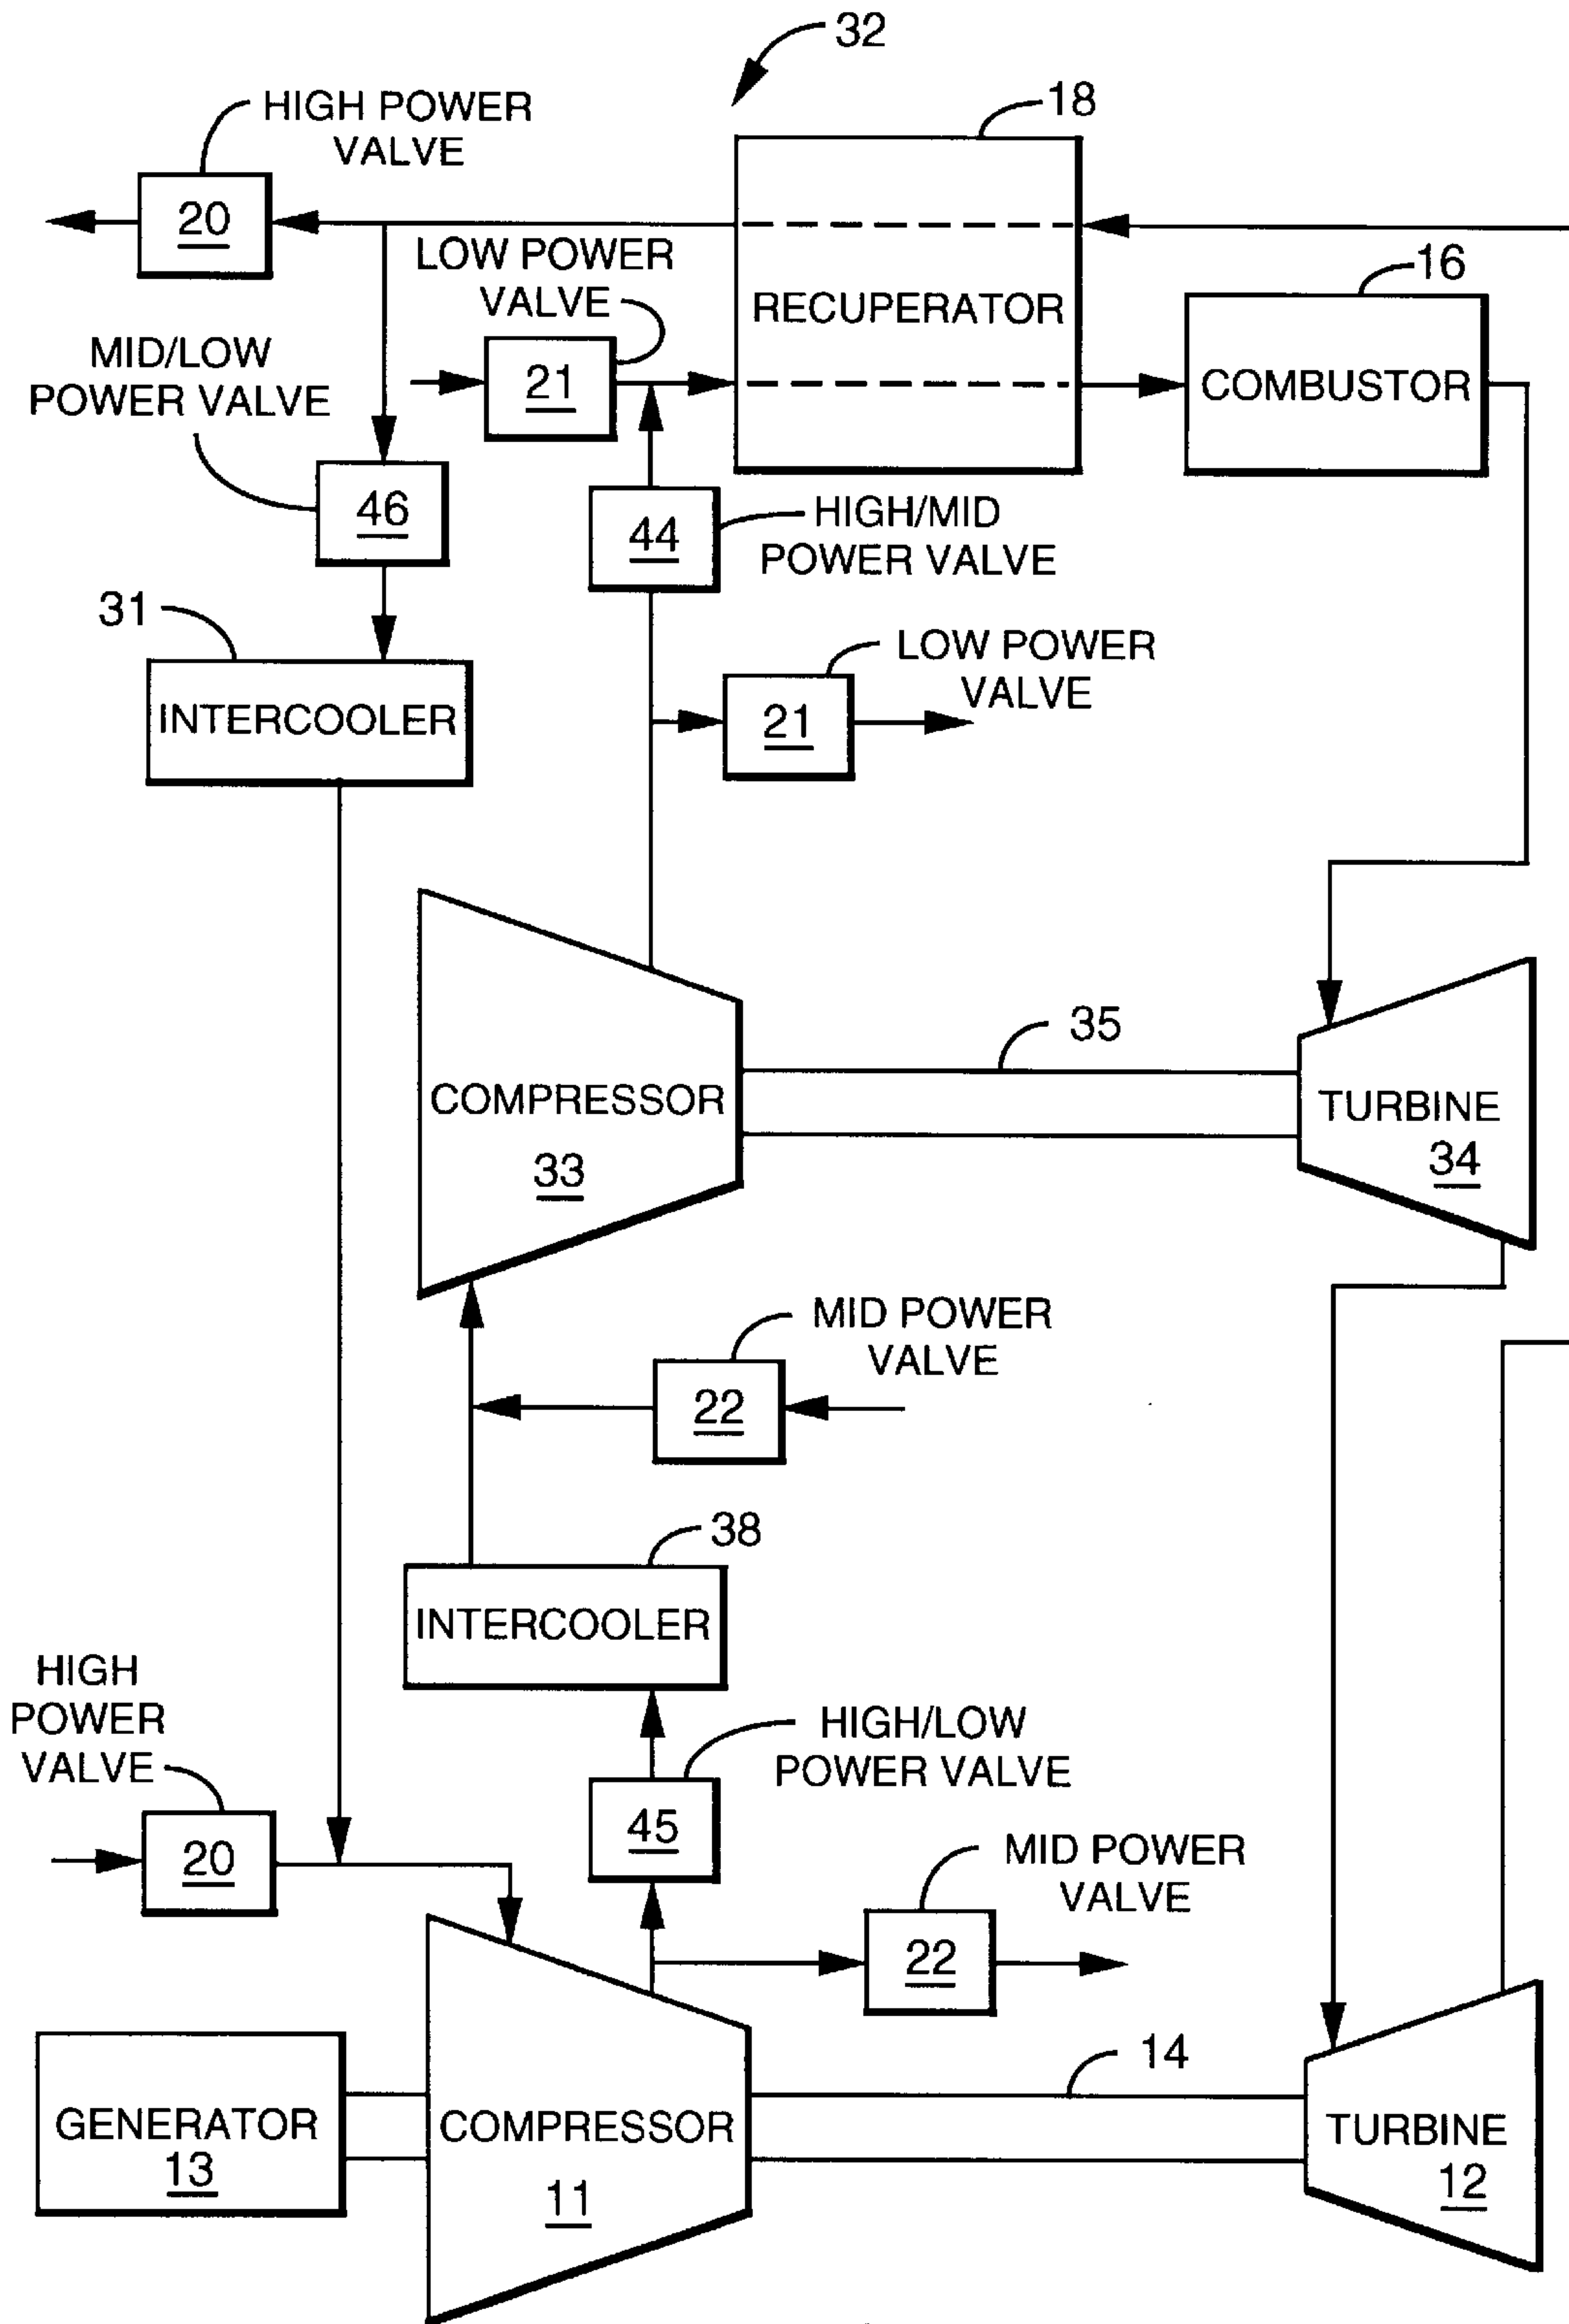 32
HIGH POWER
VALVE
18
20
LOW POWER
VALVE
RECUPERATOR
16
MID/LOW
POWER VALVE
21
COMBUSTOR
46
44
HIGH/MID
POWER VALVE
31
INTERCOOLER
LOW POWER
VALVE
21
35
COMPRESSOR
33
TURBINE
34
MID POWER
VALVE
22
38
INTERCOOLER
HIGH
POWER
VALVE
HIGH/LOW
POWER VALVE
20
45
MID POWER
VALVE
22
14
GENERATOR
13
COMPRESSOR
11
TURBINE
12